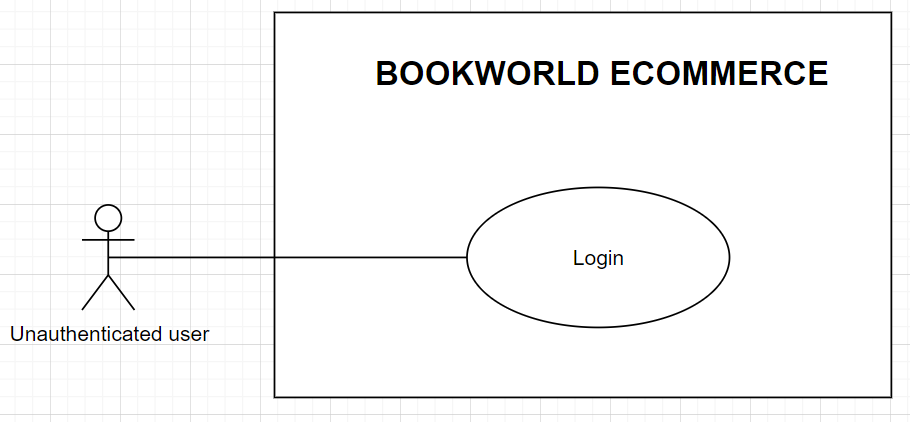 BOOKWORLD ECOMMERCE
Login
Unauthenticated user